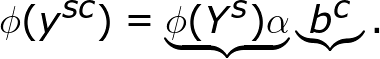 ϕ(y^{sc}) = \underbrace{ϕ(Y^s)α} \underbrace{b^c}.